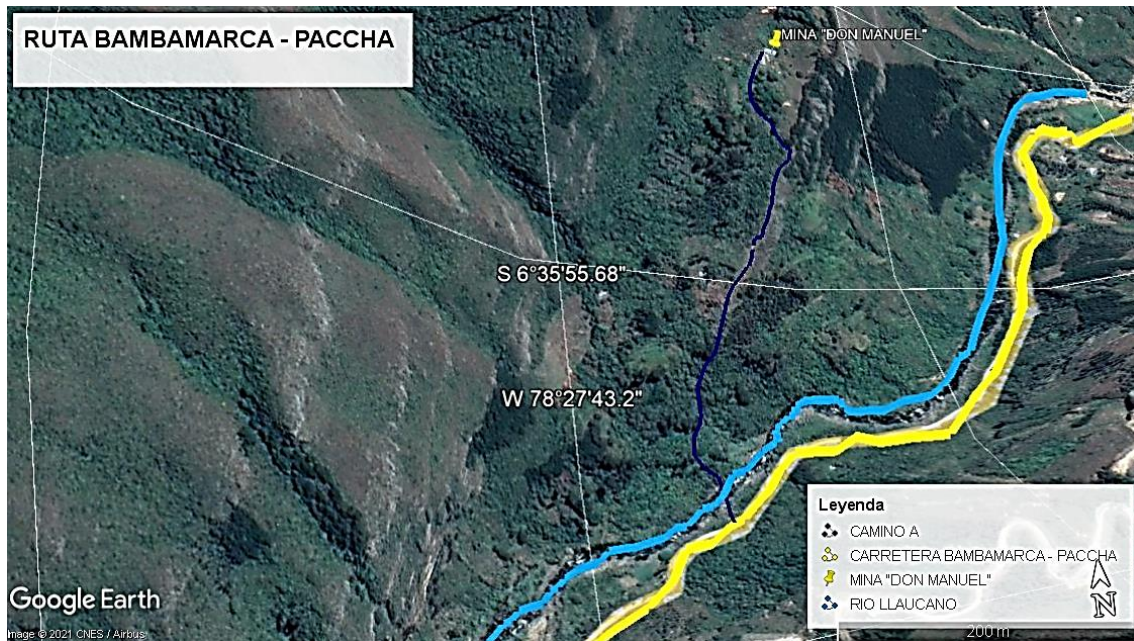 RUTA BAMBAMARCA - PACCHA
MINA "DON MANUEL"
S 6°35'55.68"
W 78°27'43.2"
Leyenda
CAMINO A
CARRETERA BAMBAMARCA - PACCHA
MINA "DON MANUEL"
RIO LLAUCANO
N
200 m
Google Earth
Image © 2021 CNES / Airbus